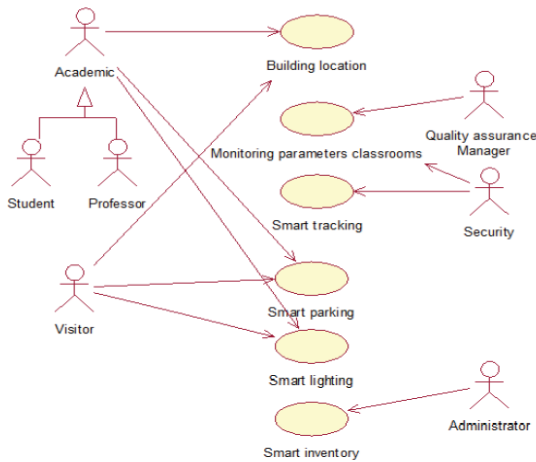 Academic
Building location
Quality assurance
Manager
Monitoring parameters classrooms
Student
Professor
Smart tracking
Security
Smart parking
Visitor
Smart lighting
Administrator
Smart inventory